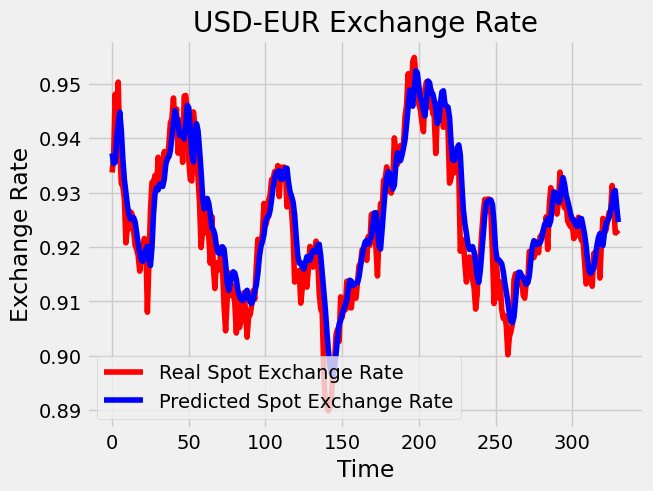 USD-EUR Exchange Rate
0.95
0.94
0.93
0.92
0.91
0.90
0.89
Exchange Rate
Real Spot Exchange Rate
Predicted Spot Exchange Rate
0 50 100 150 200 250 300
Time